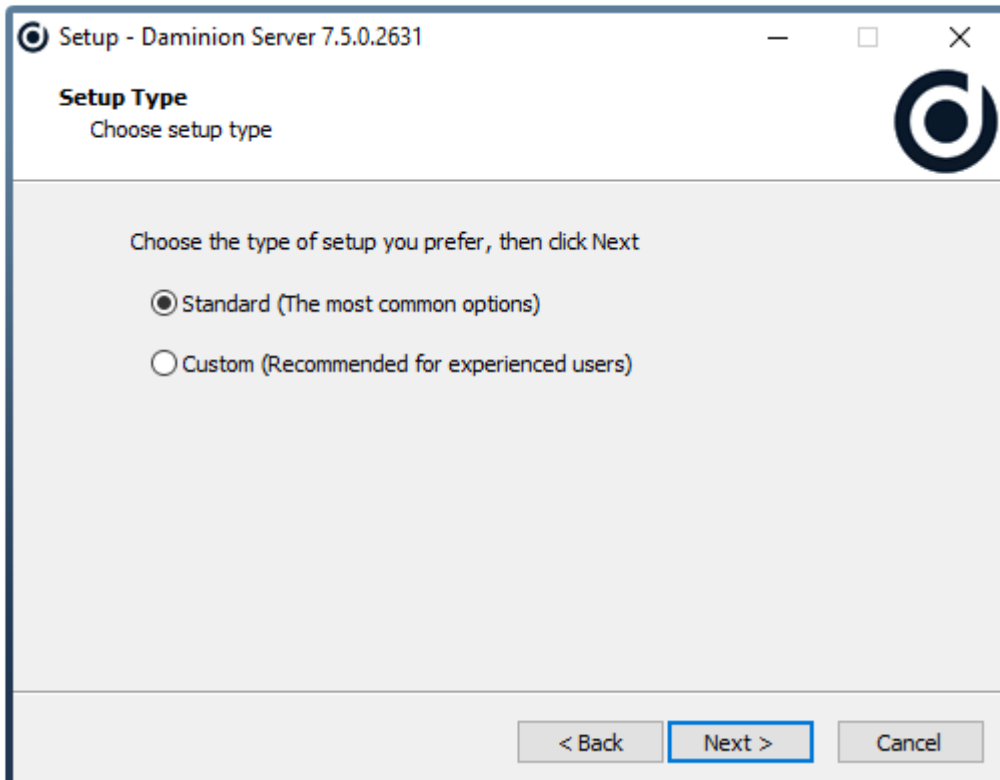 Setup - Daminion Server 7.5.0.2631
Setup Type
Choose setup type
Choose the type of setup you prefer, then click Next
Standard (The most common options)
Custom (Recommended for experienced users)
< Back Next > Cancel